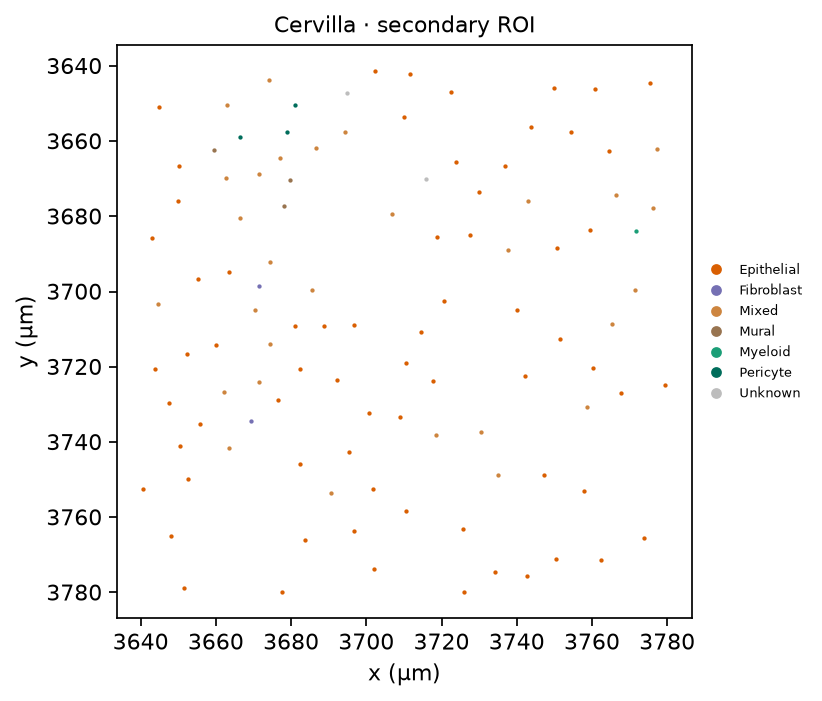 Cervilla · secondary ROI
3640
3660
3680
3700
3720
3740
3760
3780
y (µm)
3640 3660 3680 3700 3720 3740 3760 3780
x (µm)
Epithelial
Fibroblast
Mixed
Mural
Myeloid
Pericyte
Unknown